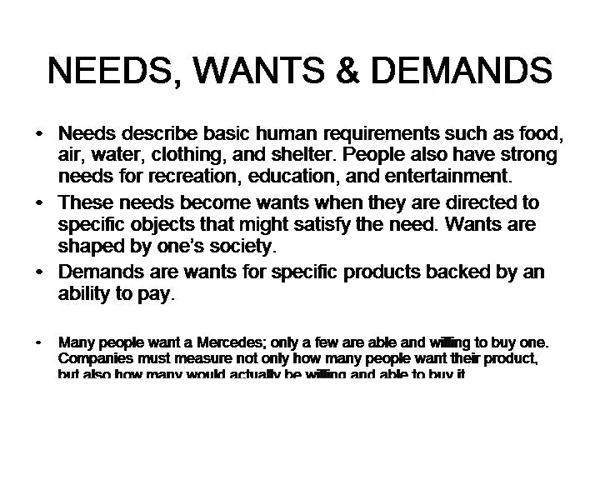 NEEDS, WANTS & DEMANDS
• Needs describe basic human requirements such as food,
air, water, clothing, and shelter. People also have strong
needs for recreation, education, and entertainment.
• These needs become wants when they are directed to
specific objects that might satisfy the need. Wants are
shaped by one's society.
• Demands are wants for specific products backed by an
ability to pay.
• Many people want a Mercedes; only a few are able and willing to buy one.
Companies must measure not only how many people want their product,
but also how many would actually be willing and able to buy it